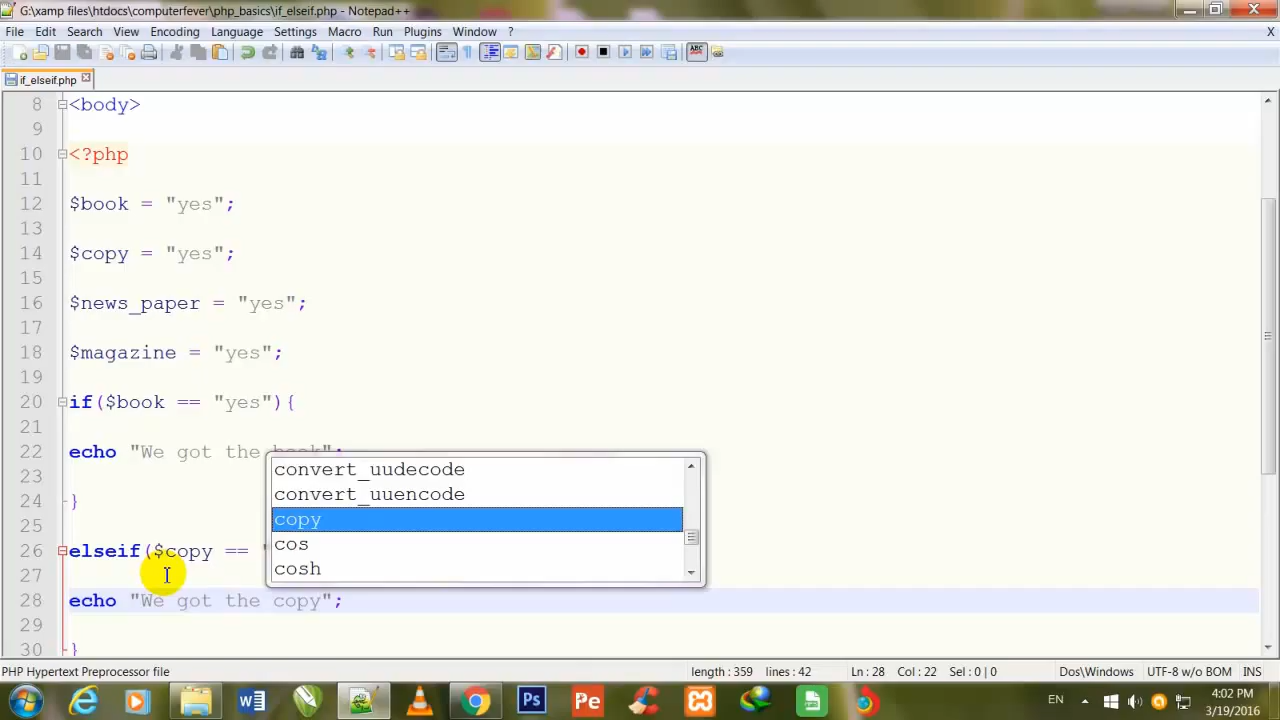 G:\xamp files\htdocs\computerfever\php_basics\if_elseif.php - Notepad++
File Edit Search View Encoding Language Settings Macro Run Plugins Window ? X
if_elseif.php
8 <body>
9
10 <?php
11
12 $book = "yes";
13
14 $copy = "yes";
15
16 $news_paper = "yes";
17
18 $magazine = "yes";
19
20 if($book == "yes"){
21
22 echo "We got the book";
23
24 }
25
26 elseif($copy == "
27
28 echo "We got the copy";
29
30 }
convert_uudecode
convert_uuencode
copy
cos
cosh
PHP Hypertext Preprocessor file length : 359 lines : 42 Ln : 28 Col : 22 Sel : 0 | 0 Dos\Windows UTF-8 w/o BOM INS
EN 4:02 PM
3/19/2016